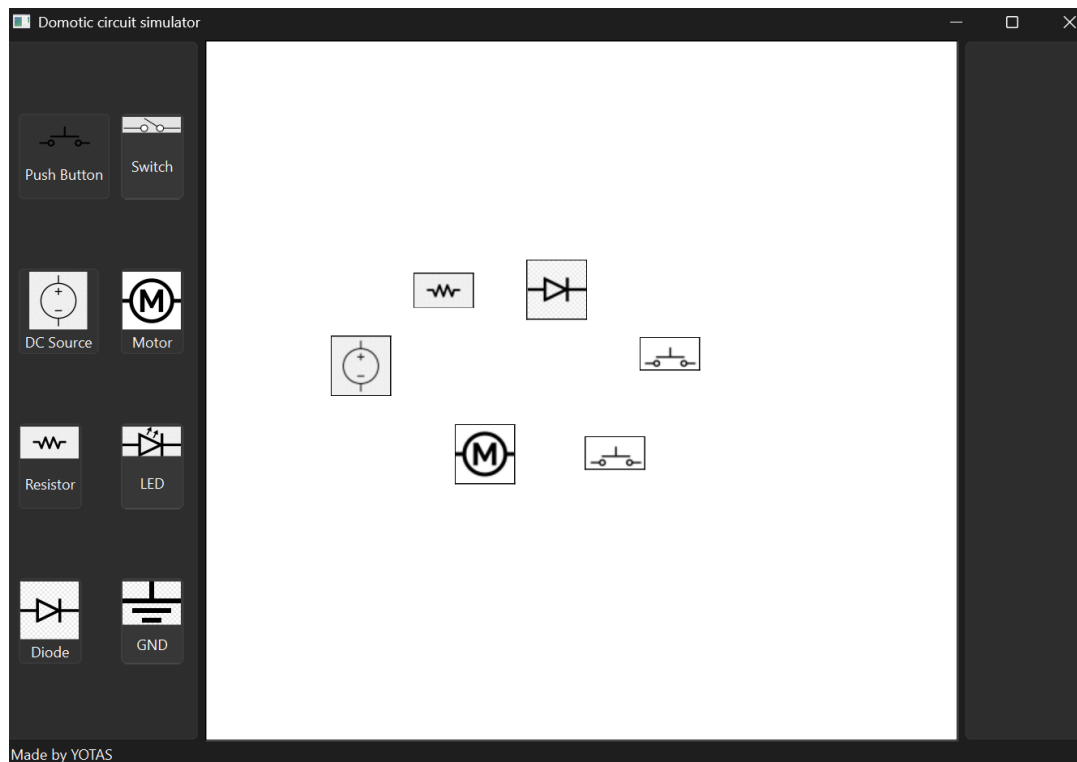 Domotic circuit simulator
Push Button
Switch
DC Source
M
Motor
Resistor
LED
Diode
GND
M
Made by YOTAS